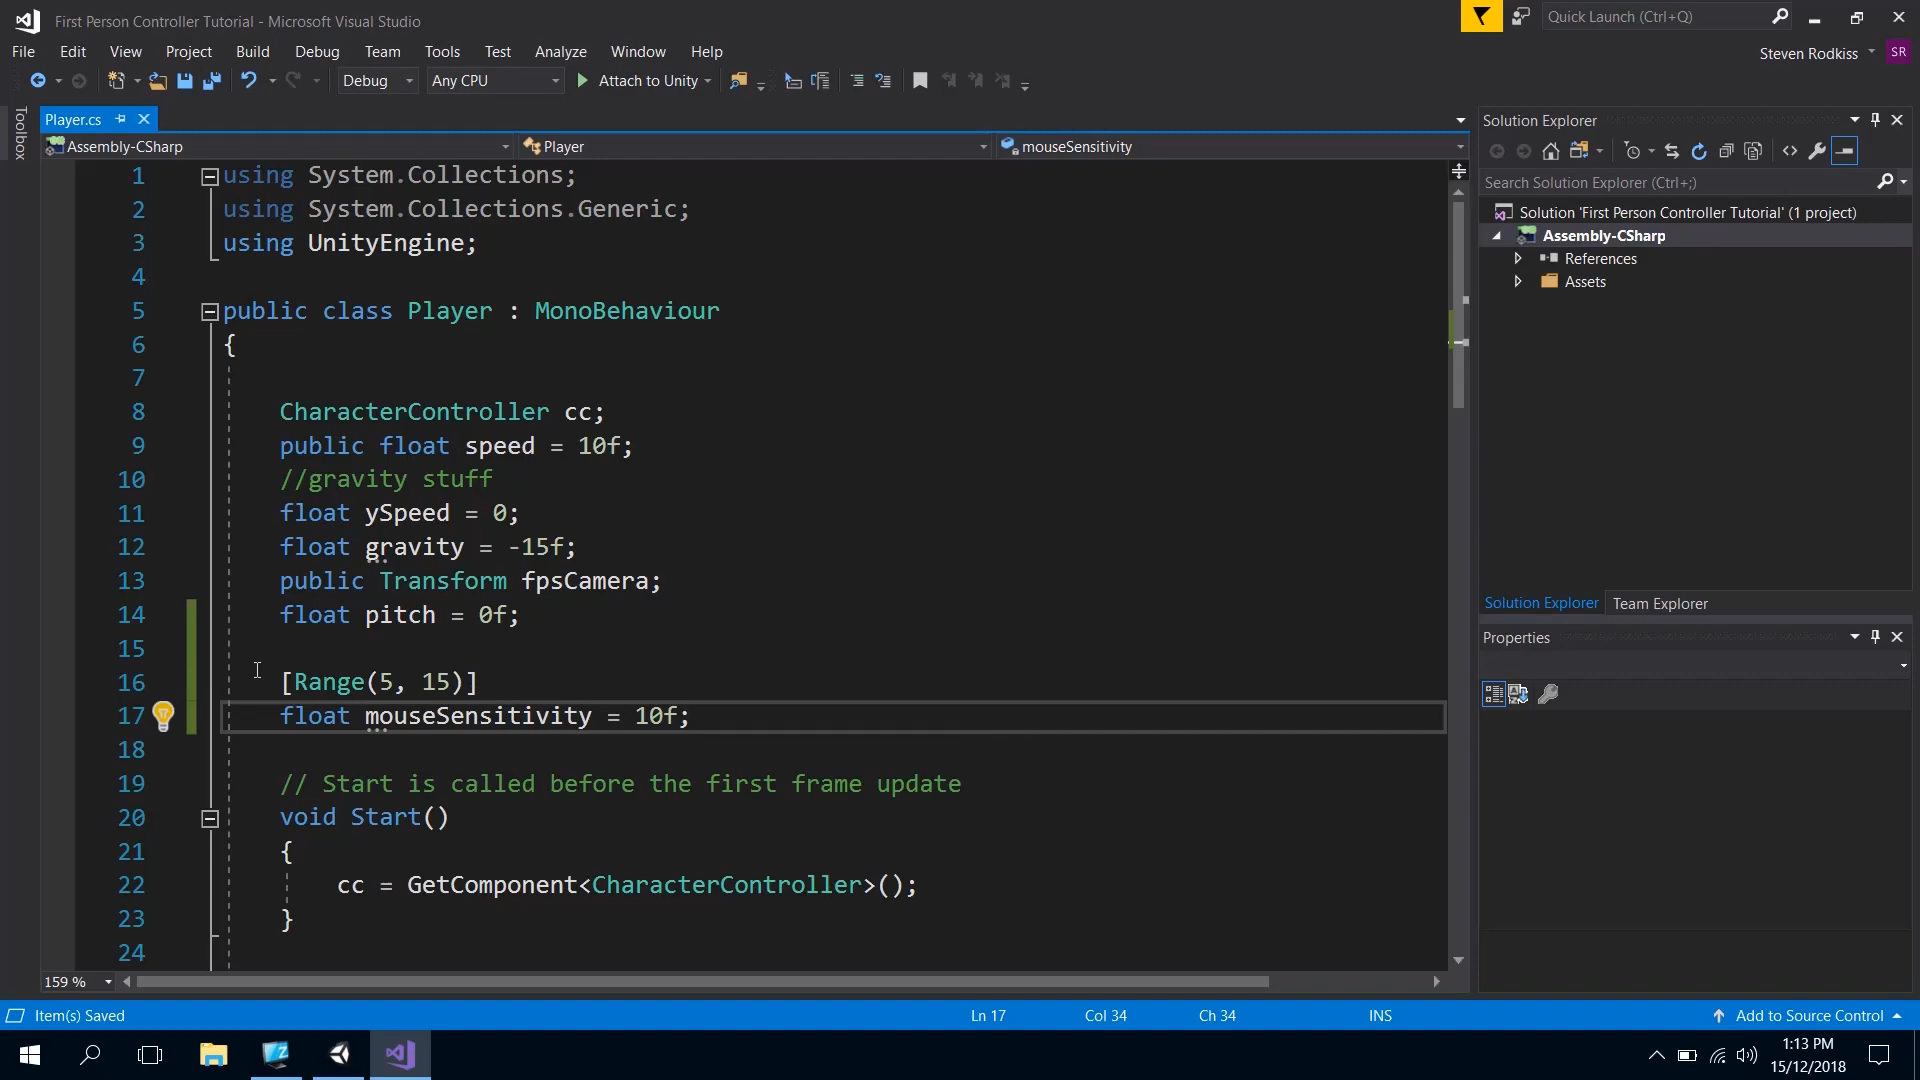 First Person Controller Tutorial - Microsoft Visual Studio
Quick Launch (Ctrl+Q)
File Edit View Project Build Debug Team Tools Test Analyze Window Help
Steven Rodkiss SR
Debug Any CPU Attach to Unity
Toolbox
Player.cs
Assembly-CSharp Player mouseSensitivity
1 using System.Collections;
2 using System.Collections.Generic;
3 using UnityEngine;
4
5 public class Player : MonoBehaviour
6 {
7
8 CharacterController cc;
9 public float speed = 10f;
10 //gravity stuff
11 float ySpeed = 0;
12 float gravity = -15f;
13 public Transform fpsCamera;
14 float pitch = 0f;
15
16 [Range(5, 15)]
17 float mouseSensitivity = 10f;
18
19 // Start is called before the first frame update
20 void Start()
21 {
22 cc = GetComponent<CharacterController>();
23 }
24
159 %
Solution Explorer
Search Solution Explorer (Ctrl+;)
Solution 'First Person Controller Tutorial' (1 project)
Assembly-CSharp
References
Assets
Solution Explorer Team Explorer
Properties
Item(s) Saved Ln 17 Col 34 Ch 34 INS Add to Source Control
1:13 PM
15/12/2018